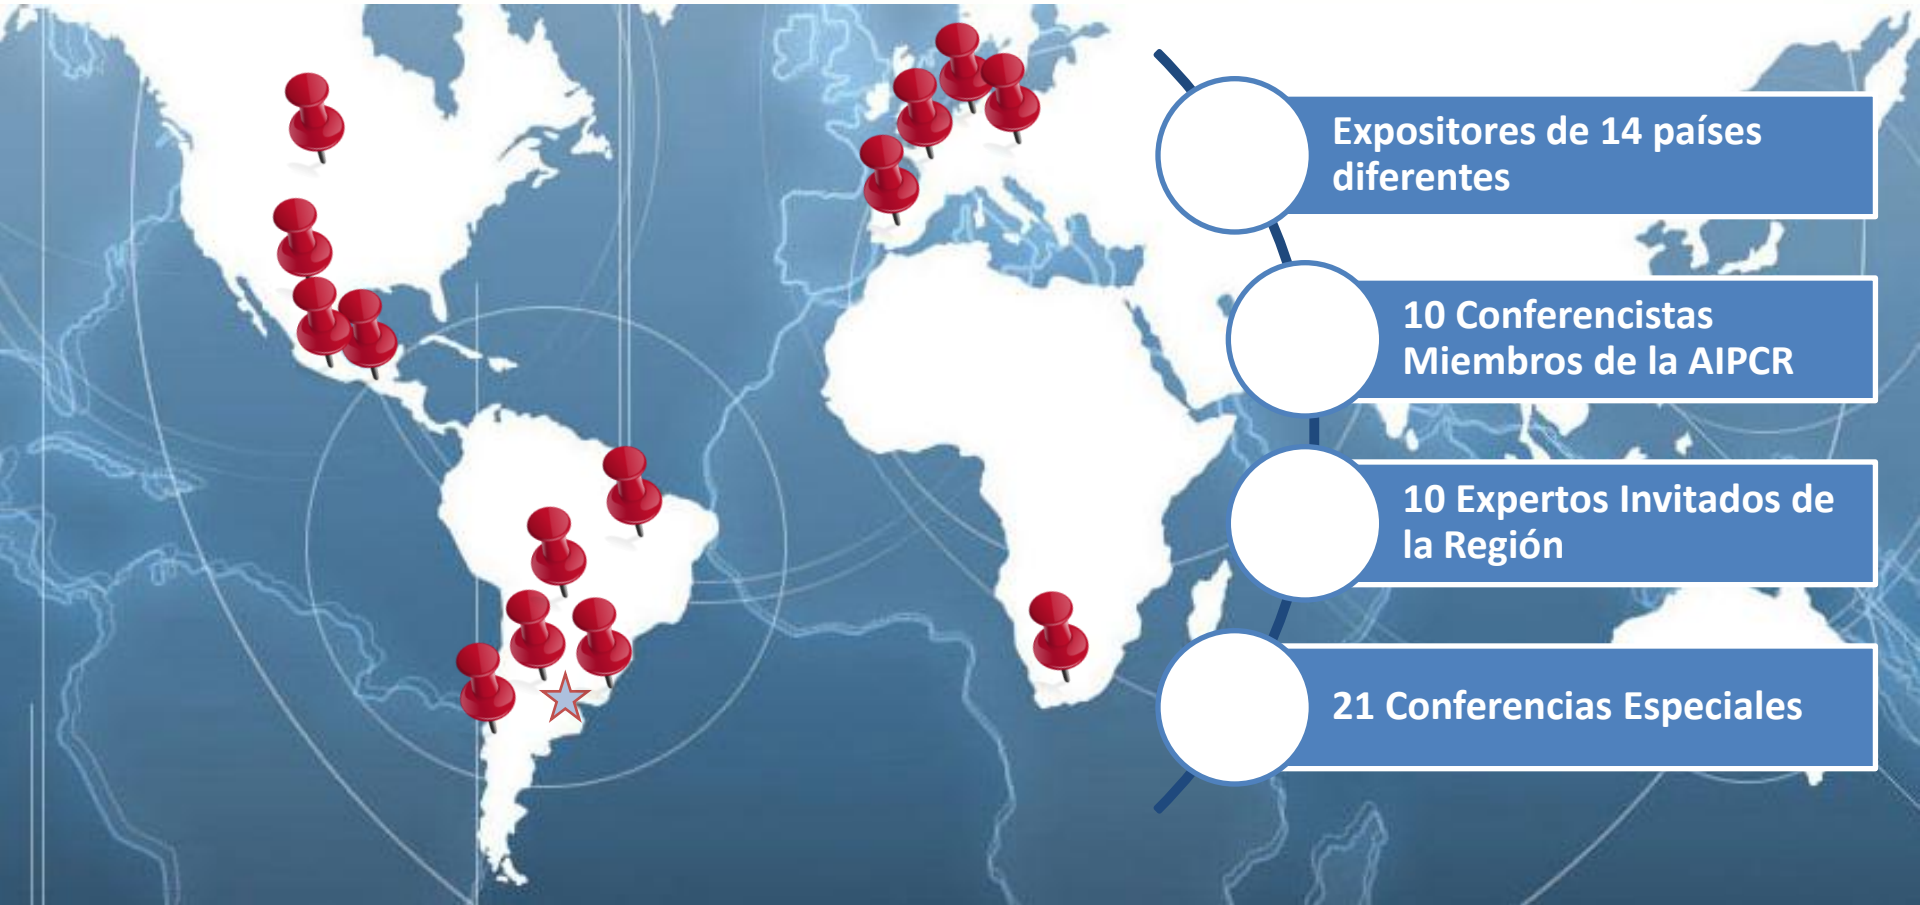 Expositores de 14 países
diferentes
10 Conferencistas
Miembros de la AIPCR
10 Expertos Invitados de
la Región
21 Conferencias Especiales